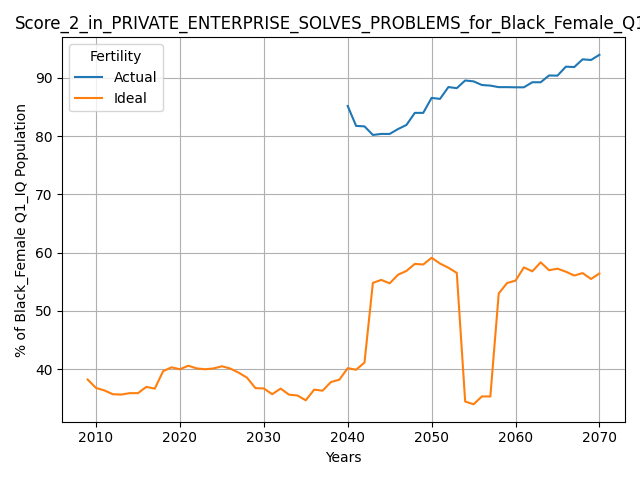 Score_2_in_PRIVATE_ENTERPRISE_SOLVES_PROBLEMS_for_Black_Female_Q1
Fertility
Actual
Ideal
% of Black_Female Q1_IQ Population
90
80
70
60
50
40
2010
2020
2030
2040
2050
2060
2070
Years